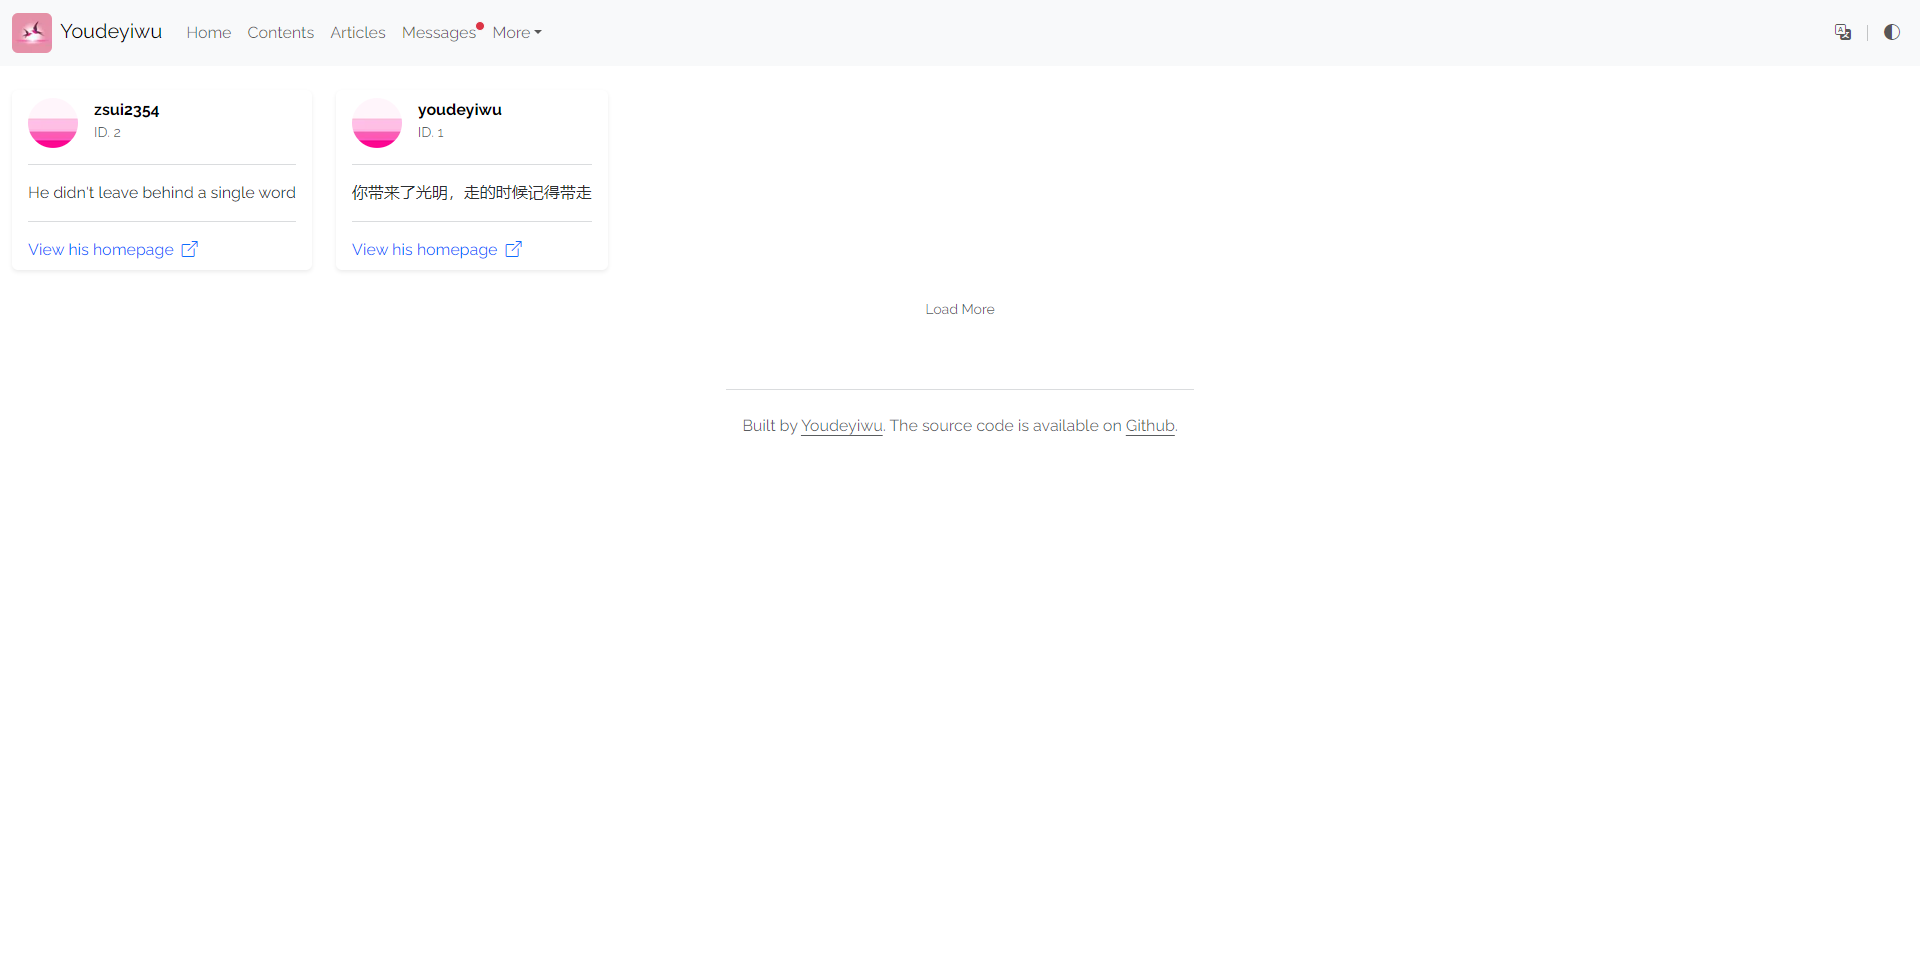 Youdeyiwu Home Contents Articles Messages More
zsui2354
ID. 2
He didn't leave behind a single word
View his homepage
youdeyiwu
ID. 1
你带来了光明，走的时候记得带走
View his homepage
Load More
Built by Youdeyiwu. The source code is available on Github.